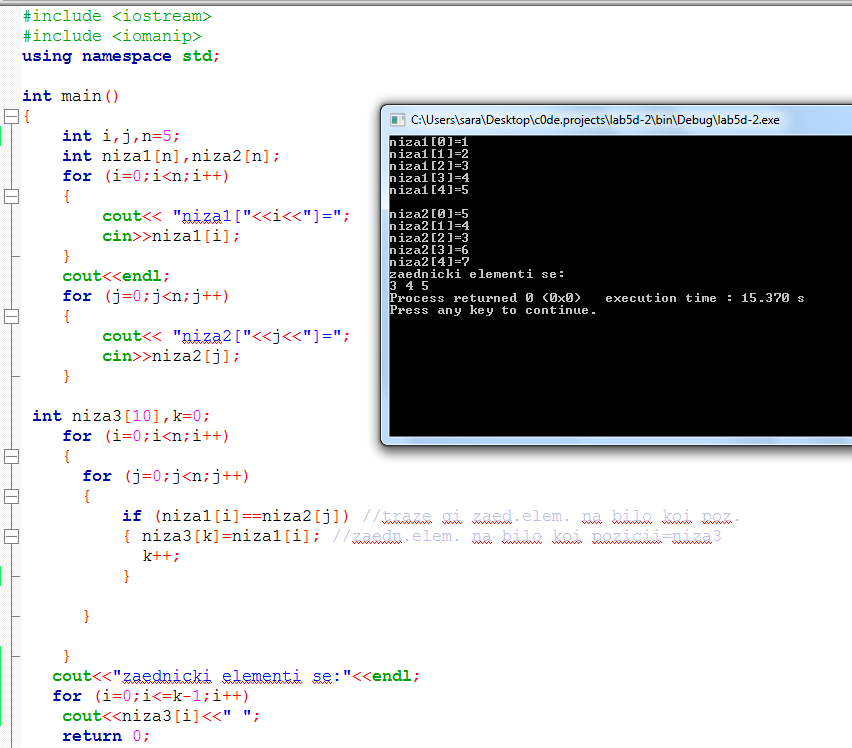 #include <iostream>
#include <iomanip>
using namespace std;
int main()
{
int i,j,n=5;
int niza1[n],niza2[n];
for (i=0;i<n;i++)
{
cout<< "niza1["<<i<<"]=";
cin>>niza1[i];
}
cout<<endl;
for (j=0;j<n;j++)
{
cout<< "niza2["<<j<<"]=";
cin>>niza2[j];
}
int niza3[10],k=0;
for (i=0;i<n;i++)
{
for (j=0;j<n;j++)
{
if (niza1[i]==niza2[j]) //traze gi zaed.elem. na bilo koi poz.
{ niza3[k]=niza1[i]; //zaedn.elem. na bilo koi pozicii=niza3
k++;
}
}
}
cout<<"zaednicki elementi se:"<<endl;
for (i=0;i<=k-1;i++)
cout<<niza3[i]<<" ";
return 0;
C:\Users\sara\Desktop\c0de.projects\lab5d-2\bin\Debug\lab5d-2.exe
niza1[0]=1
niza1[1]=2
niza1[2]=3
niza1[3]=4
niza1[4]=5
niza2[0]=5
niza2[1]=4
niza2[2]=3
niza2[3]=6
niza2[4]=7
zaednicki elementi se:
3 4 5
Process returned 0 (0x0)   execution time : 15.370 s
Press any key to continue.